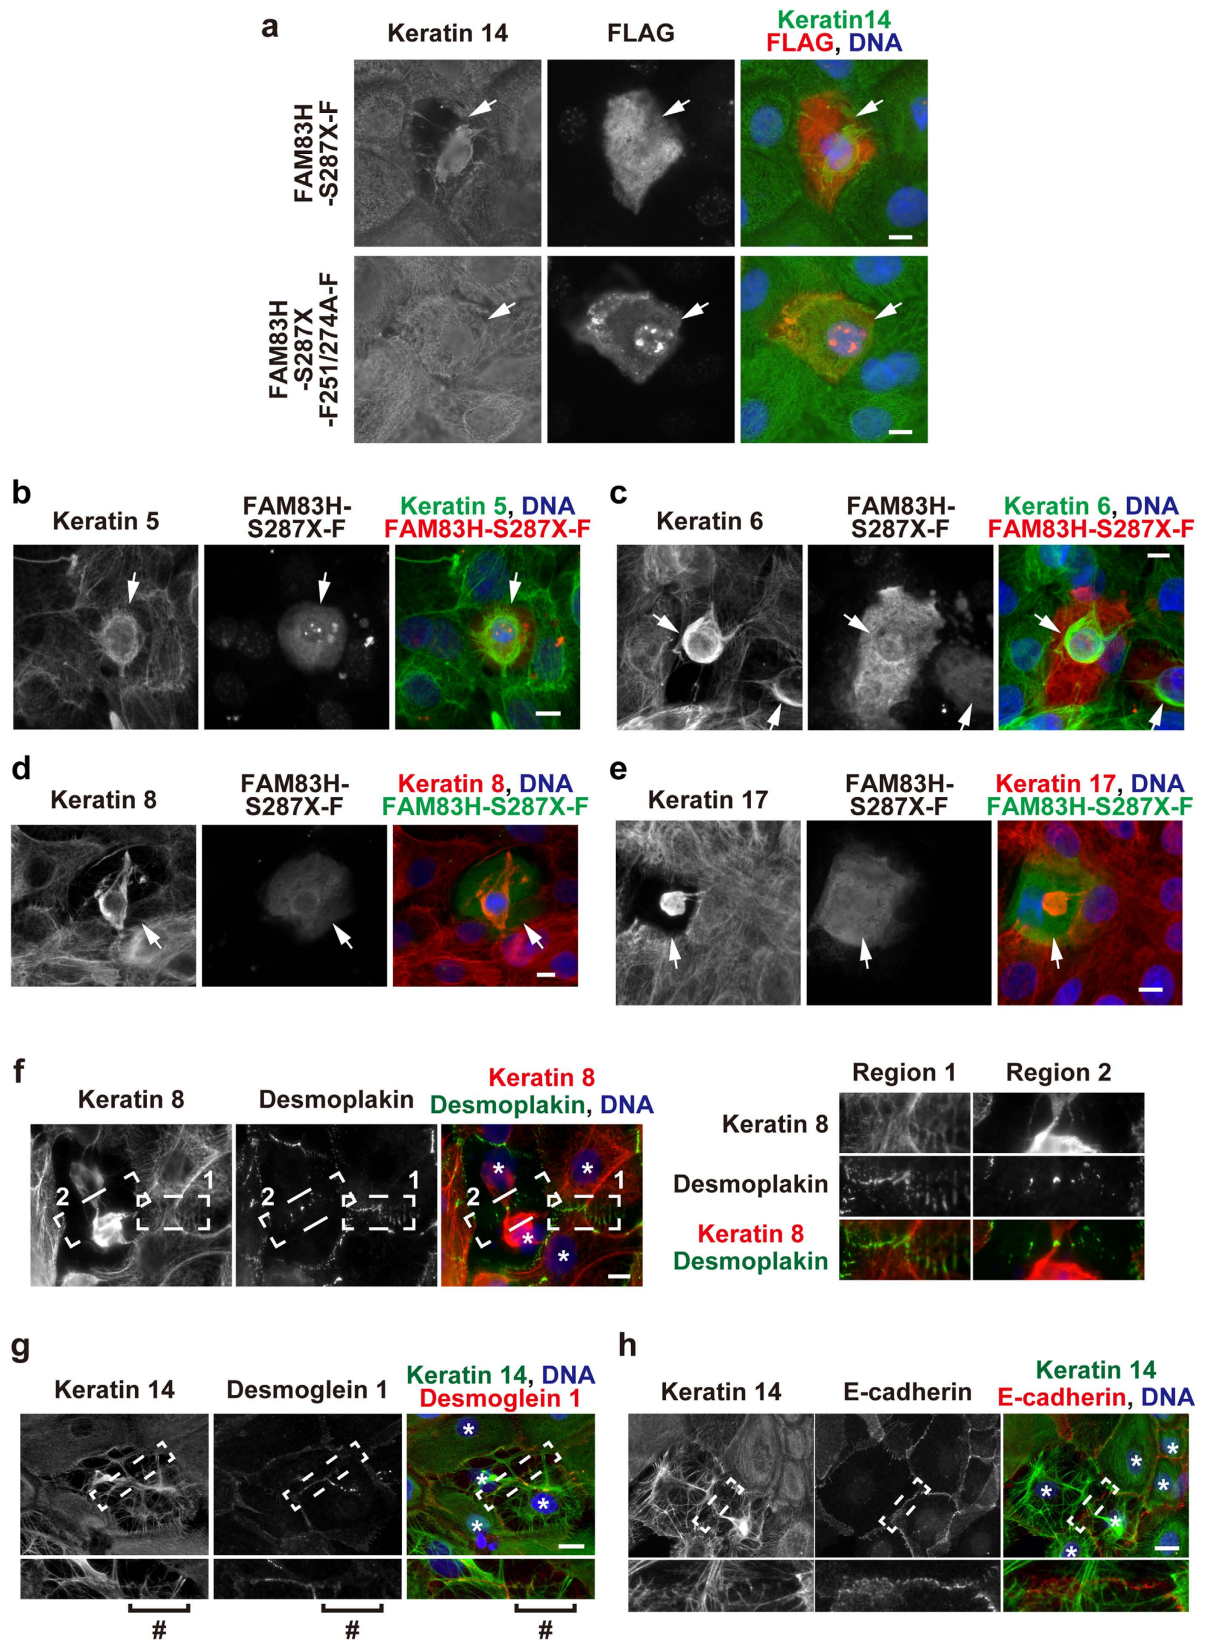 a
Keratin 14
FLAG
Keratin14
FLAG, DNA
FAM83H
-S287X-F
FAM83H
-S287X
-F251/274A-F
b
Keratin 5
FAM83H-
S287X-F
Keratin 5, DNA
FAM83H-S287X-F
c
Keratin 6
FAM83H-
S287X-F
Keratin 6, DNA
FAM83H-S287X-F
d
Keratin 8
FAM83H-
S287X-F
Keratin 8, DNA
FAM83H-S287X-F
e
Keratin 17
FAM83H-
S287X-F
Keratin 17, DNA
FAM83H-S287X-F
f
Keratin 8
Desmoplakin
Keratin 8
Desmoplakin, DNA
2 1
2 1
2 1
* *
*
*
Region 1 Region 2
Keratin 8
Desmoplakin
Keratin 8
Desmoplakin
g
Keratin 14
Desmoglein 1
Keratin 14, DNA
Desmoglein 1
*
*
*
*
# # #
h
Keratin 14
E-cadherin
Keratin 14
E-cadherin, DNA
*
*
* *
*
*